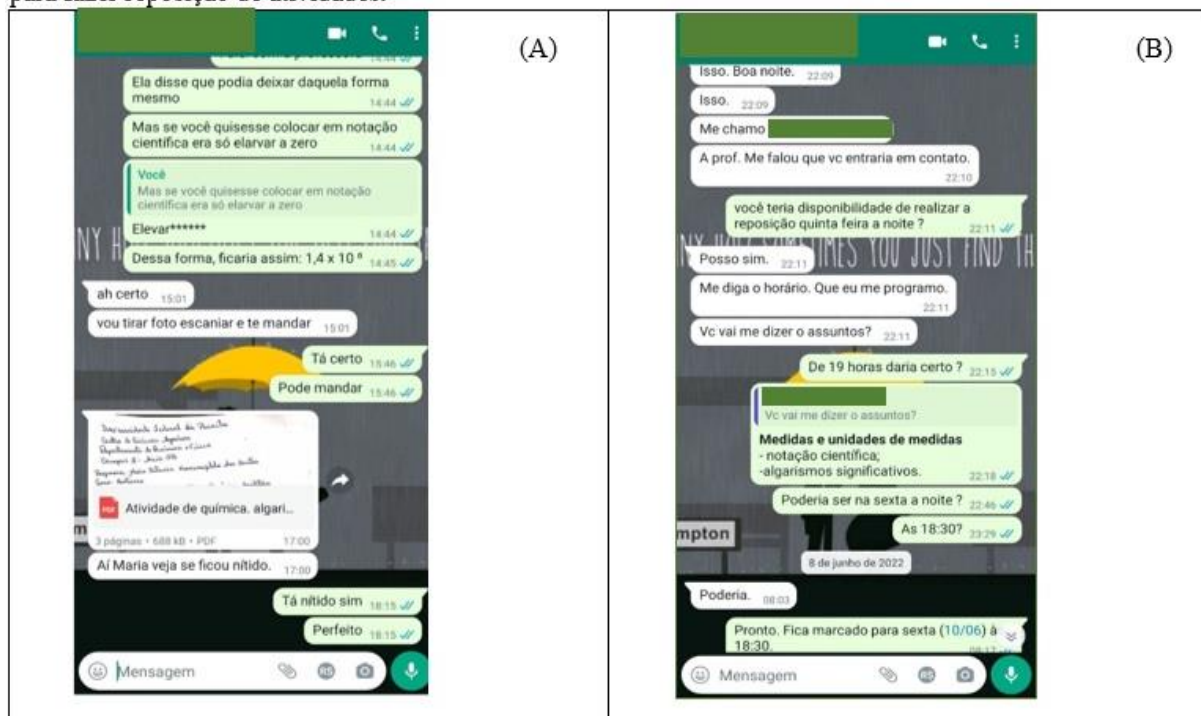 (A)
Ela disse que podia deixar daquela forma
mesmo
14:44
Mas se você quisesse colocar em notação
científica era só elarvar a zero
14:44
Você
Mas se você quisesse colocar em notação
científica era só elarvar a zero
Elevar******
14:44
Dessa forma, ficaria assim: 1,4 x 10 ⁰
14:45
ah certo 15:01
vou tirar foto escaniar e te mandar 15:01
Tá certo 15:46
Pode mandar 15:46
PDF Atividade de química. algari...
3 páginas • 688 kB • PDF 17:00
Aí Maria veja se ficou nítido. 17:00
Tá nítido sim 18:15
Perfeito 18:15
Mensagem
(B)
Isso. Boa noite. 22:09
Isso. 22:09
Me chamo
A prof. Me falou que vc entraria em contato.
22:10
você teria disponibilidade de realizar a
reposição quinta feira a noite ? 22:11
Posso sim. 22:11
Me diga o horário. Que eu me programo.
22:11
Vc vai me dizer o assuntos? 22:11
De 19 horas daria certo ? 22:15
Vc vai me dizer o assuntos?
Medidas e unidades de medidas
- notação científica;
-algarismos significativos. 22:18
Poderia ser na sexta a noite ? 22:46
As 18:30? 23:29
mpton
8 de junho de 2022
Poderia. 08:03
Pronto. Fica marcado para sexta (10/06) à
18:30. 08:17
Mensagem